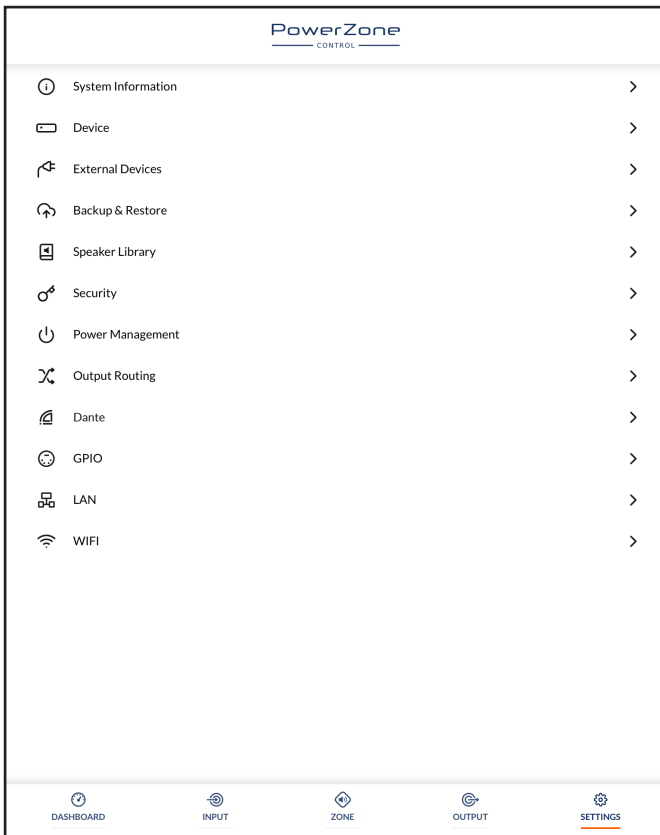 PowerZone
CONTROL
System Information
Device
External Devices
Backup & Restore
Speaker Library
Security
Power Management
Output Routing
Dante
GPIO
LAN
WIFI
DASHBOARD INPUT ZONE OUTPUT SETTINGS